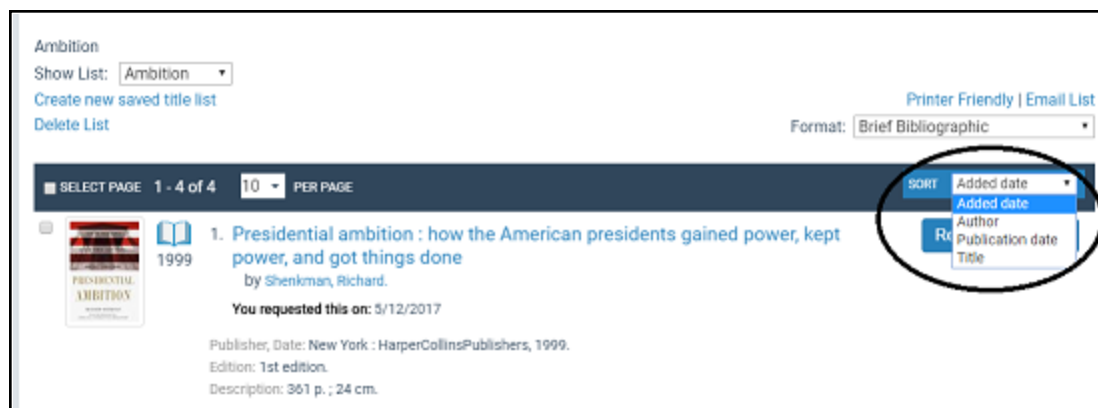 Ambition
Show List: Ambition
Create new saved title list
Printer Friendly | Email List
Delete List
Format: Brief Bibliographic
SELECT PAGE 1 - 4 of 4 10 PER PAGE
SORT Added date
Added date
Author
Publication date
Title
Re
1999
PRESIDENTIAL
AMBITION
1. Presidential ambition : how the American presidents gained power, kept
power, and got things done
by Shenkman, Richard.
You requested this on: 5/12/2017
Publisher, Date: New York : HarperCollinsPublishers, 1999.
Edition: 1st edition.
Description: 361 p. ; 24 cm.